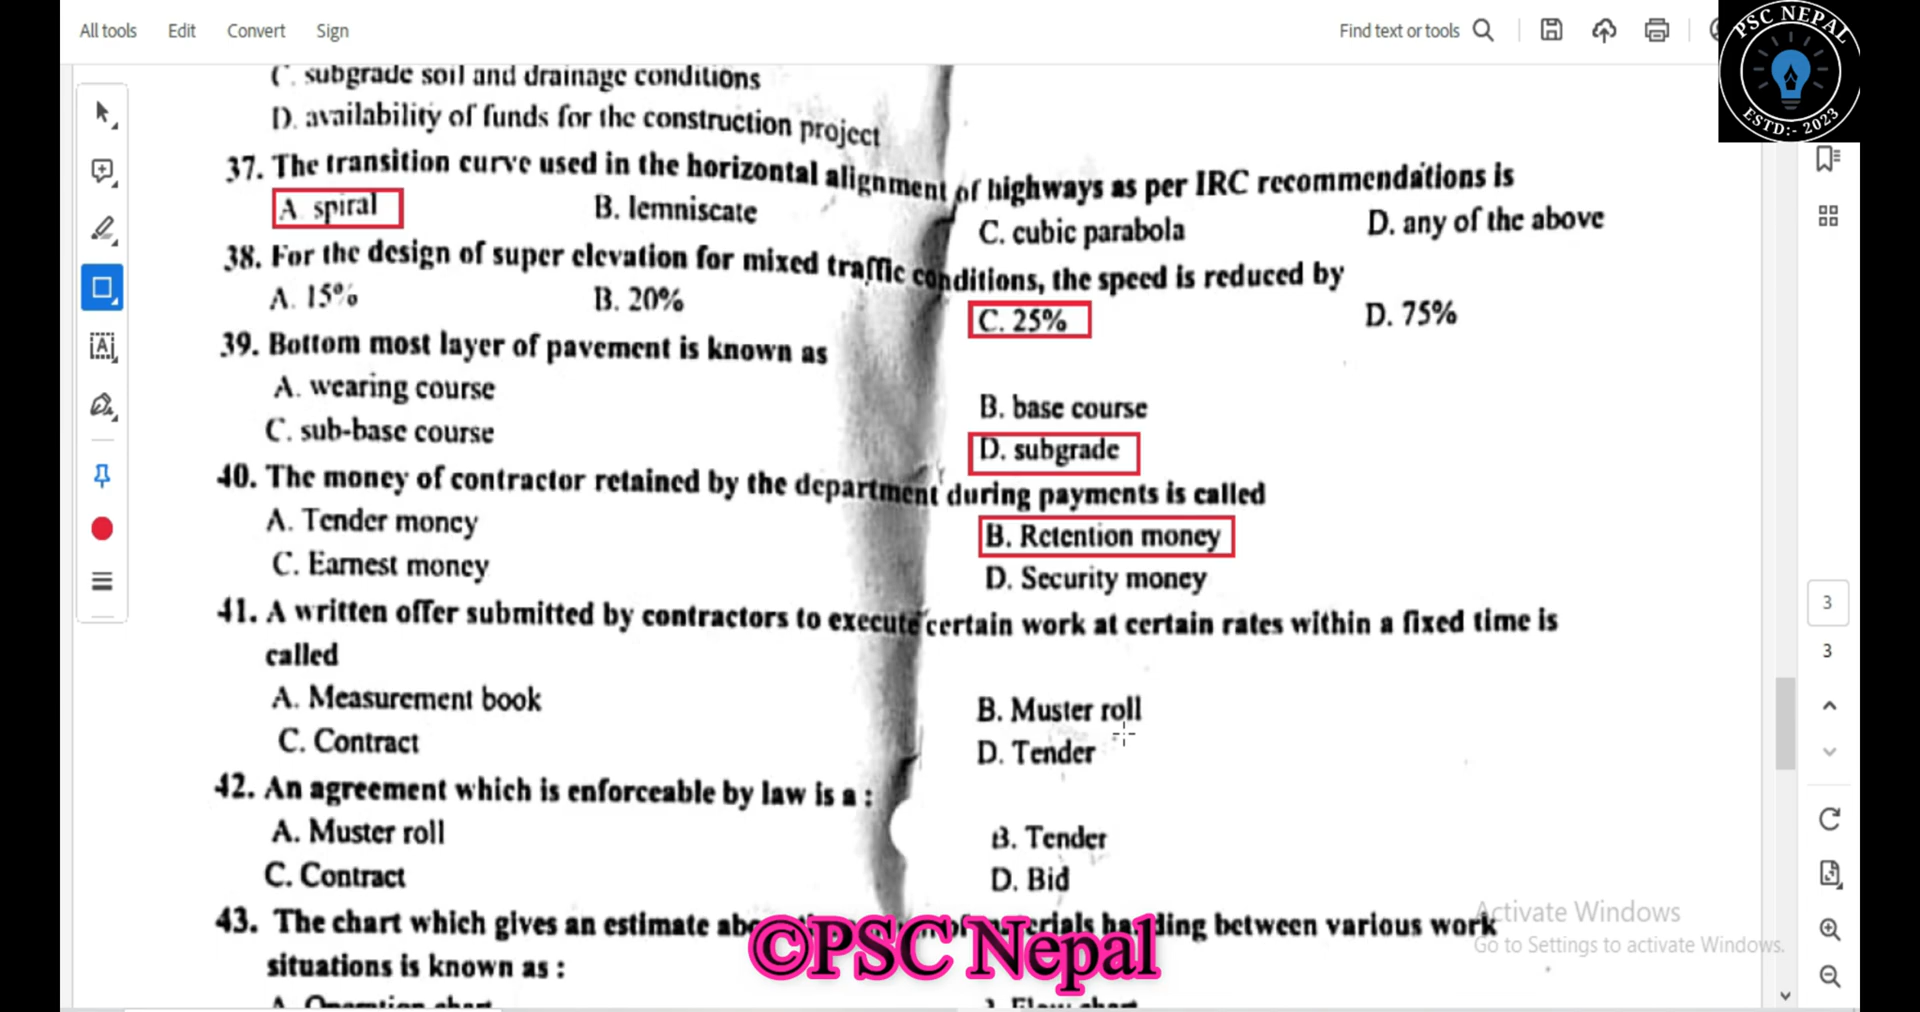 All tools Edit Convert Sign Find text or tools
PSC NEPAL
ESTD:- 2023
C. subgrade soil and drainage conditions
D. availability of funds for the construction project
37. The transition curve used in the horizontal alignment of highways as per IRC recommendations is
A. spiral B. lemniscate C. cubic parabola D. any of the above
38. For the design of super elevation for mixed traffic conditions, the speed is reduced by
A. 15% B. 20% C. 25% D. 75%
39. Bottom most layer of pavement is known as
A. wearing course B. base course
C. sub-base course D. subgrade
40. The money of contractor retained by the department during payments is called
A. Tender money B. Retention money
C. Earnest money D. Security money
41. A written offer submitted by contractors to execute certain work at certain rates within a fixed time is
called
A. Measurement book B. Muster roll
C. Contract D. Tender
42. An agreement which is enforceable by law is a :
A. Muster roll B. Tender
C. Contract D. Bid
43. The chart which gives an estimate handing between various work
situations is known as :
A. Operation chart Flow chart
©PSC Nepal
3
3
Activate Windows
Go to Settings to activate Windows.